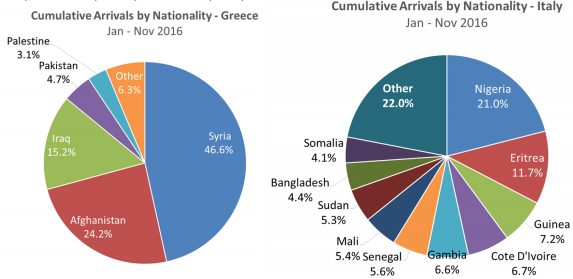 Cumulative Arrivals by Nationality - Greece
Jan - Nov 2016
Palestine
3.1%
Pakistan
4.7%
Other
6.3%
Iraq
15.2%
Syria
46.6%
Afghanistan
24.2%
Cumulative Arrivals by Nationality - Italy
Jan - Nov 2016
Other
22.0%
Nigeria
21.0%
Somalia
4.1%
Eritrea
11.7%
Bangladesh
4.4%
Sudan
5.3%
Guinea
7.2%
Mali
5.4%
Senegal
5.6%
Gambia
6.6%
Cote D'Ivoire
6.7%